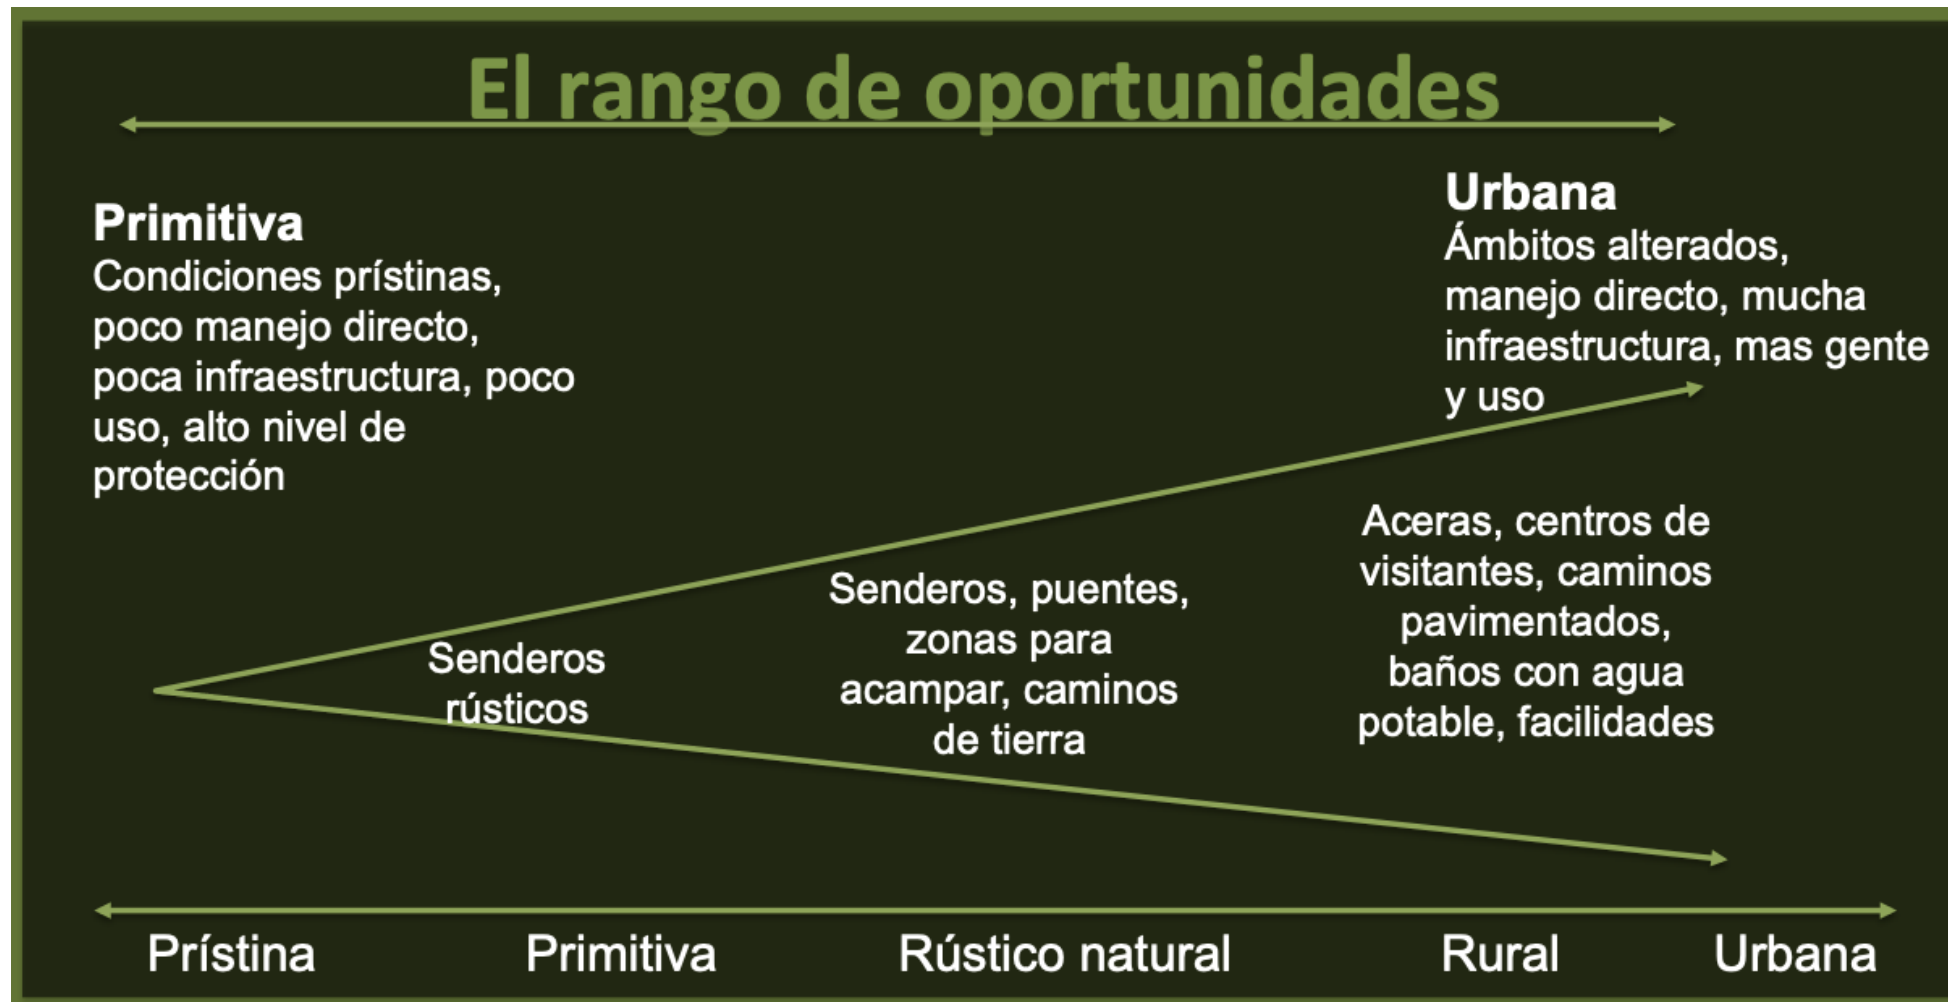 El rango de oportunidades
Primitiva
Condiciones prístinas,
poco manejo directo,
poca infraestructura, poco
uso, alto nivel de
protección
Urbana
Ámbitos alterados,
manejo directo, mucha
infraestructura, mas gente
y uso
Senderos
rústicos
Senderos, puentes,
zonas para
acampar, caminos
de tierra
Aceras, centros de
visitantes, caminos
pavimentados,
baños con agua
potable, facilidades
Prístina
Primitiva
Rústico natural
Rural
Urbana